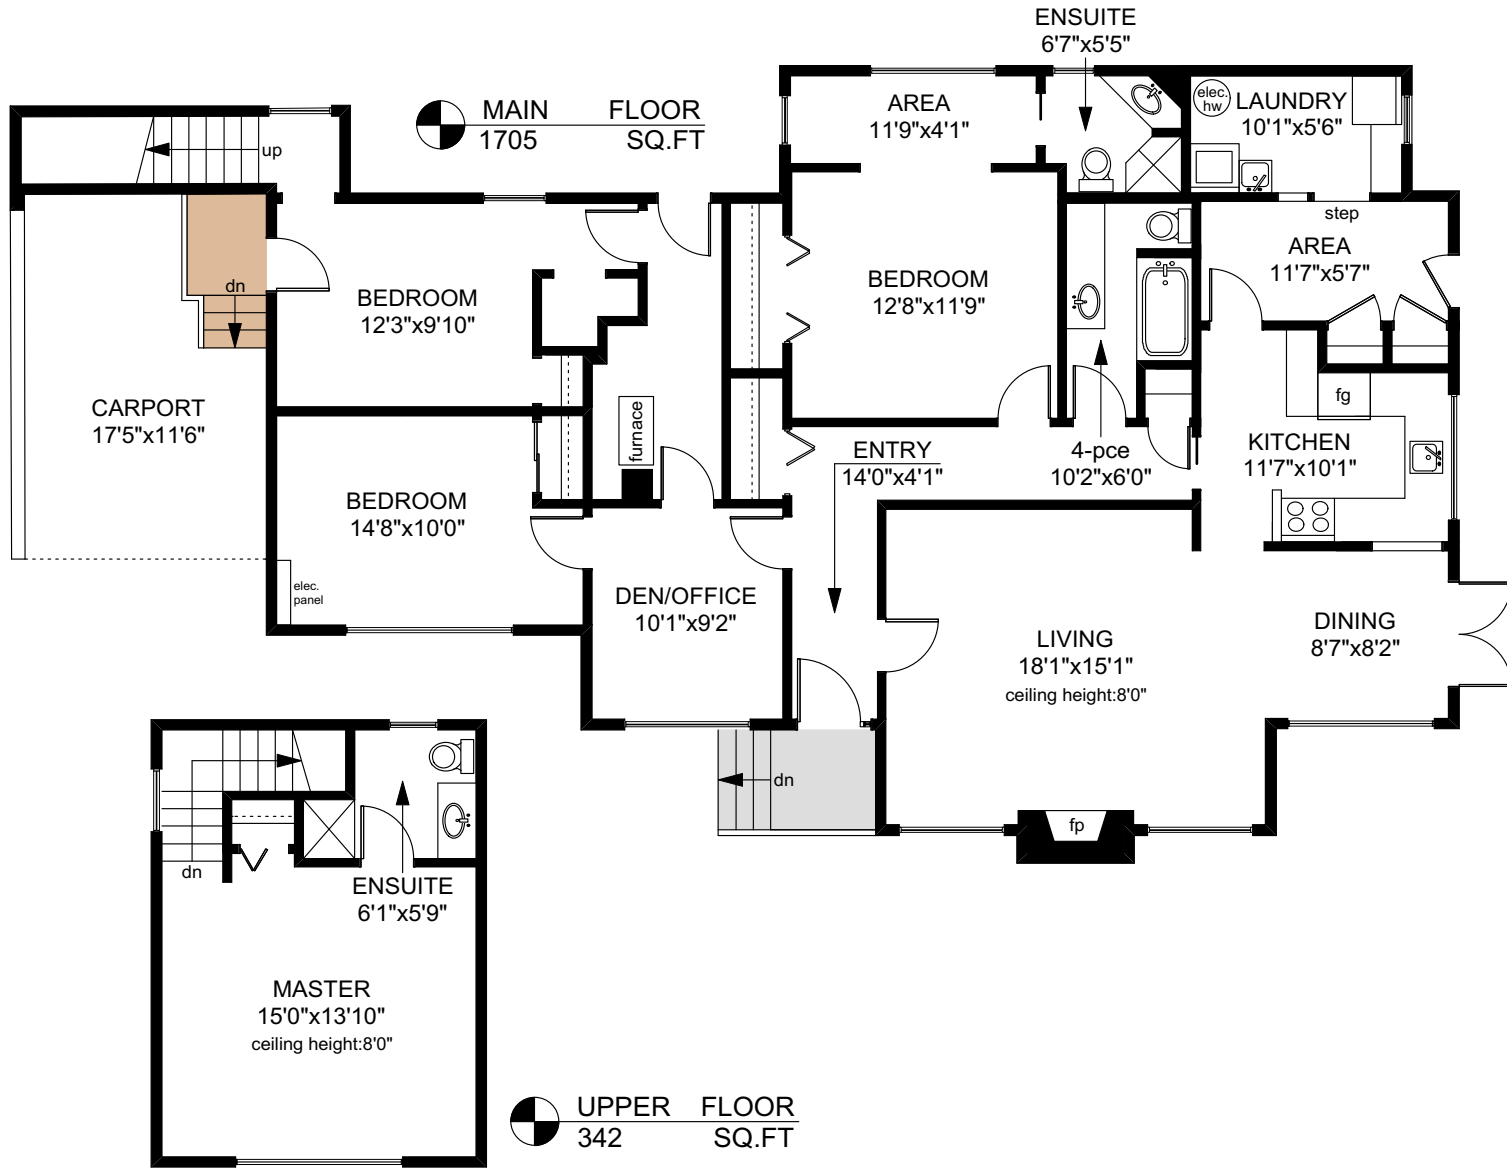 ENSUITE
6'7"x5'5"
MAIN FLOOR
1705 SQ.FT
AREA
11'9"x4'1"
elec.
hw
LAUNDRY
10'1"x5'6"
up
step
AREA
11'7"x5'7"
dn
BEDROOM
12'3"x9'10"
BEDROOM
12'8"x11'9"
CARPORT
17'5"x11'6"
fg
KITCHEN
11'7"x10'1"
furnace
ENTRY
14'0"x4'1"
4-pce
10'2"x6'0"
BEDROOM
14'8"x10'0"
elec.
panel
DEN/OFFICE
10'1"x9'2"
LIVING
18'1"x15'1"
ceiling height:8'0"
DINING
8'7"x8'2"
dn
fp
dn
ENSUITE
6'1"x5'9"
MASTER
15'0"x13'10"
ceiling height:8'0"
UPPER FLOOR
342 SQ.FT